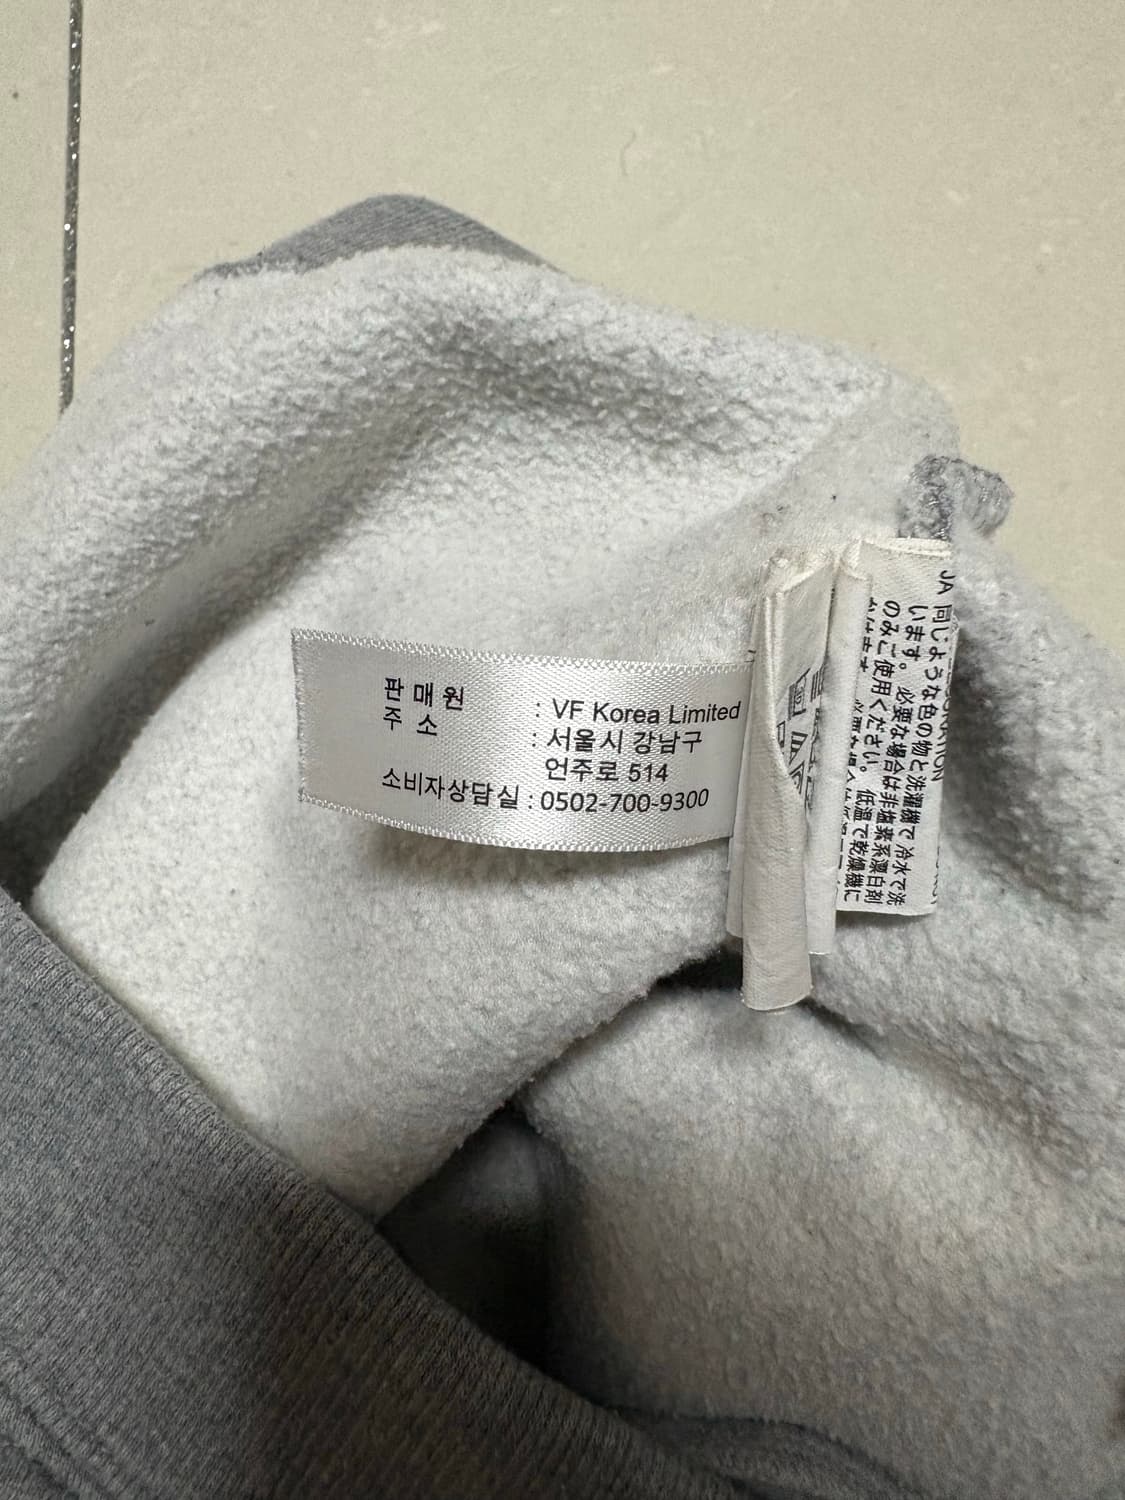 판매원 : VF Korea Limited
주 소 : 서울시 강남구
언주로 514
소비자상담실 : 0502-700-9300
JA 同じような色の物と洗濯機で 冷水で洗
います。必要な場合は非塩素系漂白剤
のみご使用ください。低温で乾燥機に